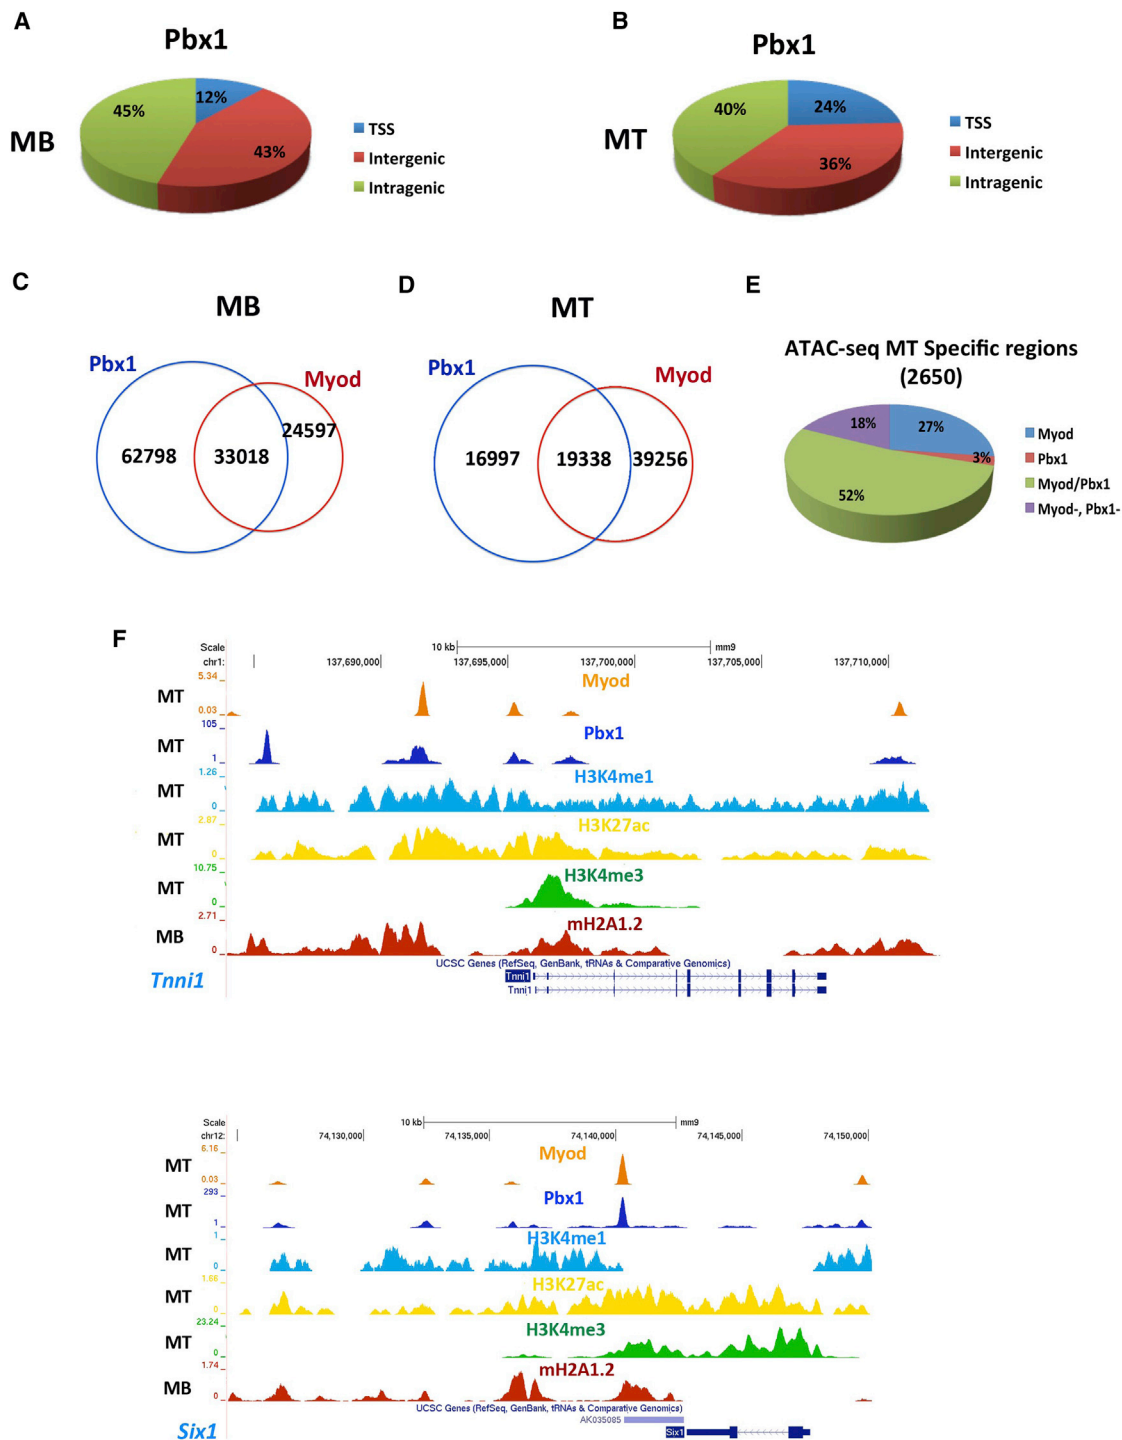 A
Pbx1
MB
12%
43%
45%
TSS
Intergenic
Intragenic
B
Pbx1
MT
24%
36%
40%
TSS
Intergenic
Intragenic
C
MB
Pbx1
Myod
62798
33018
24597
D
MT
Pbx1
Myod
16997
19338
39256
E
ATAC-seq MT Specific regions
(2650)
18%
27%
3%
52%
Myod
Pbx1
Myod/Pbx1
Myod-, Pbx1-
F
Scale
10 kb
mm9
chr1:
137,690,000
137,695,000
137,700,000
137,705,000
137,710,000
MT
5.34
0.03
Myod
MT
105
1
Pbx1
MT
1.26
0
H3K4me1
MT
2.87
0
H3K27ac
MT
10.75
0
H3K4me3
MB
2.71
0
mH2A1.2
UCSC Genes (RefSeq, GenBank, tRNAs & Comparative Genomics)
Tnni1
Tnni1
Tnni1
Scale
10 kb
mm9
chr12:
74,130,000
74,135,000
74,140,000
74,145,000
74,150,000
MT
6.16
0.03
Myod
MT
293
1
Pbx1
MT
1
0
H3K4me1
MT
1.66
0
H3K27ac
MT
23.24
0
H3K4me3
MB
1.74
0
mH2A1.2
UCSC Genes (RefSeq, GenBank, tRNAs & Comparative Genomics)
AK035085
Six1
Six1